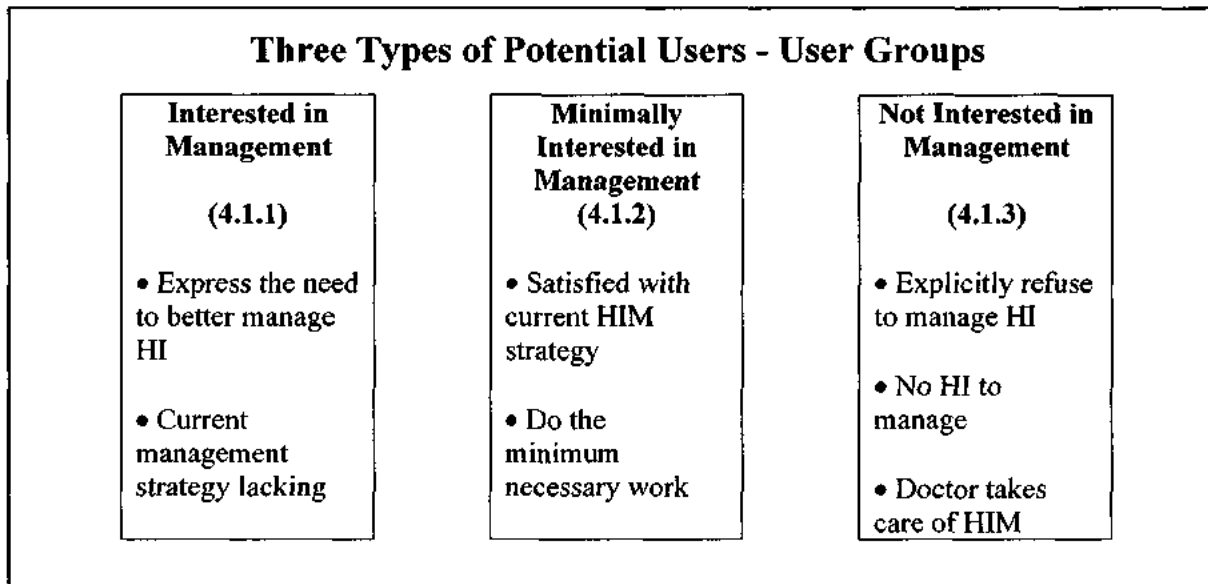 Three Types of Potential Users - User Groups
Interested in
Management
(4.1.1)
• Express the need
to better manage
HI
• Current
management
strategy lacking
Minimally
Interested in
Management
(4.1.2)
• Satisfied with
current HIM
strategy
• Do the
minimum
necessary work
Not Interested in
Management
(4.1.3)
• Explicitly refuse
to manage HI
• No HI to
manage
• Doctor takes
care of HIM